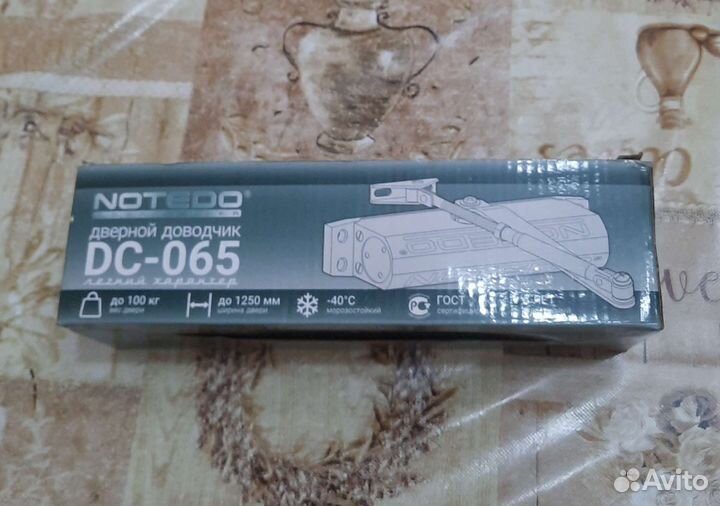 NOTEDO®
дверной доводчик
DC-065
легкий характер
до 100 кг
вес двери
до 1250 мм
ширина двери
-40°C
морозостойкий
ГОСТ
NOTEDO
Avito